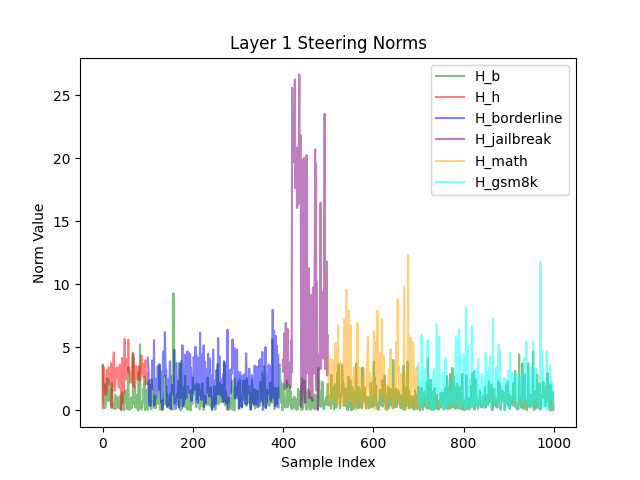 Layer 1 Steering Norms
H_b
H_h
H_borderline
H_jailbreak
H_math
H_gsm8k
Norm Value
25
20
15
10
5
0
0 200 400 600 800 1000
Sample Index